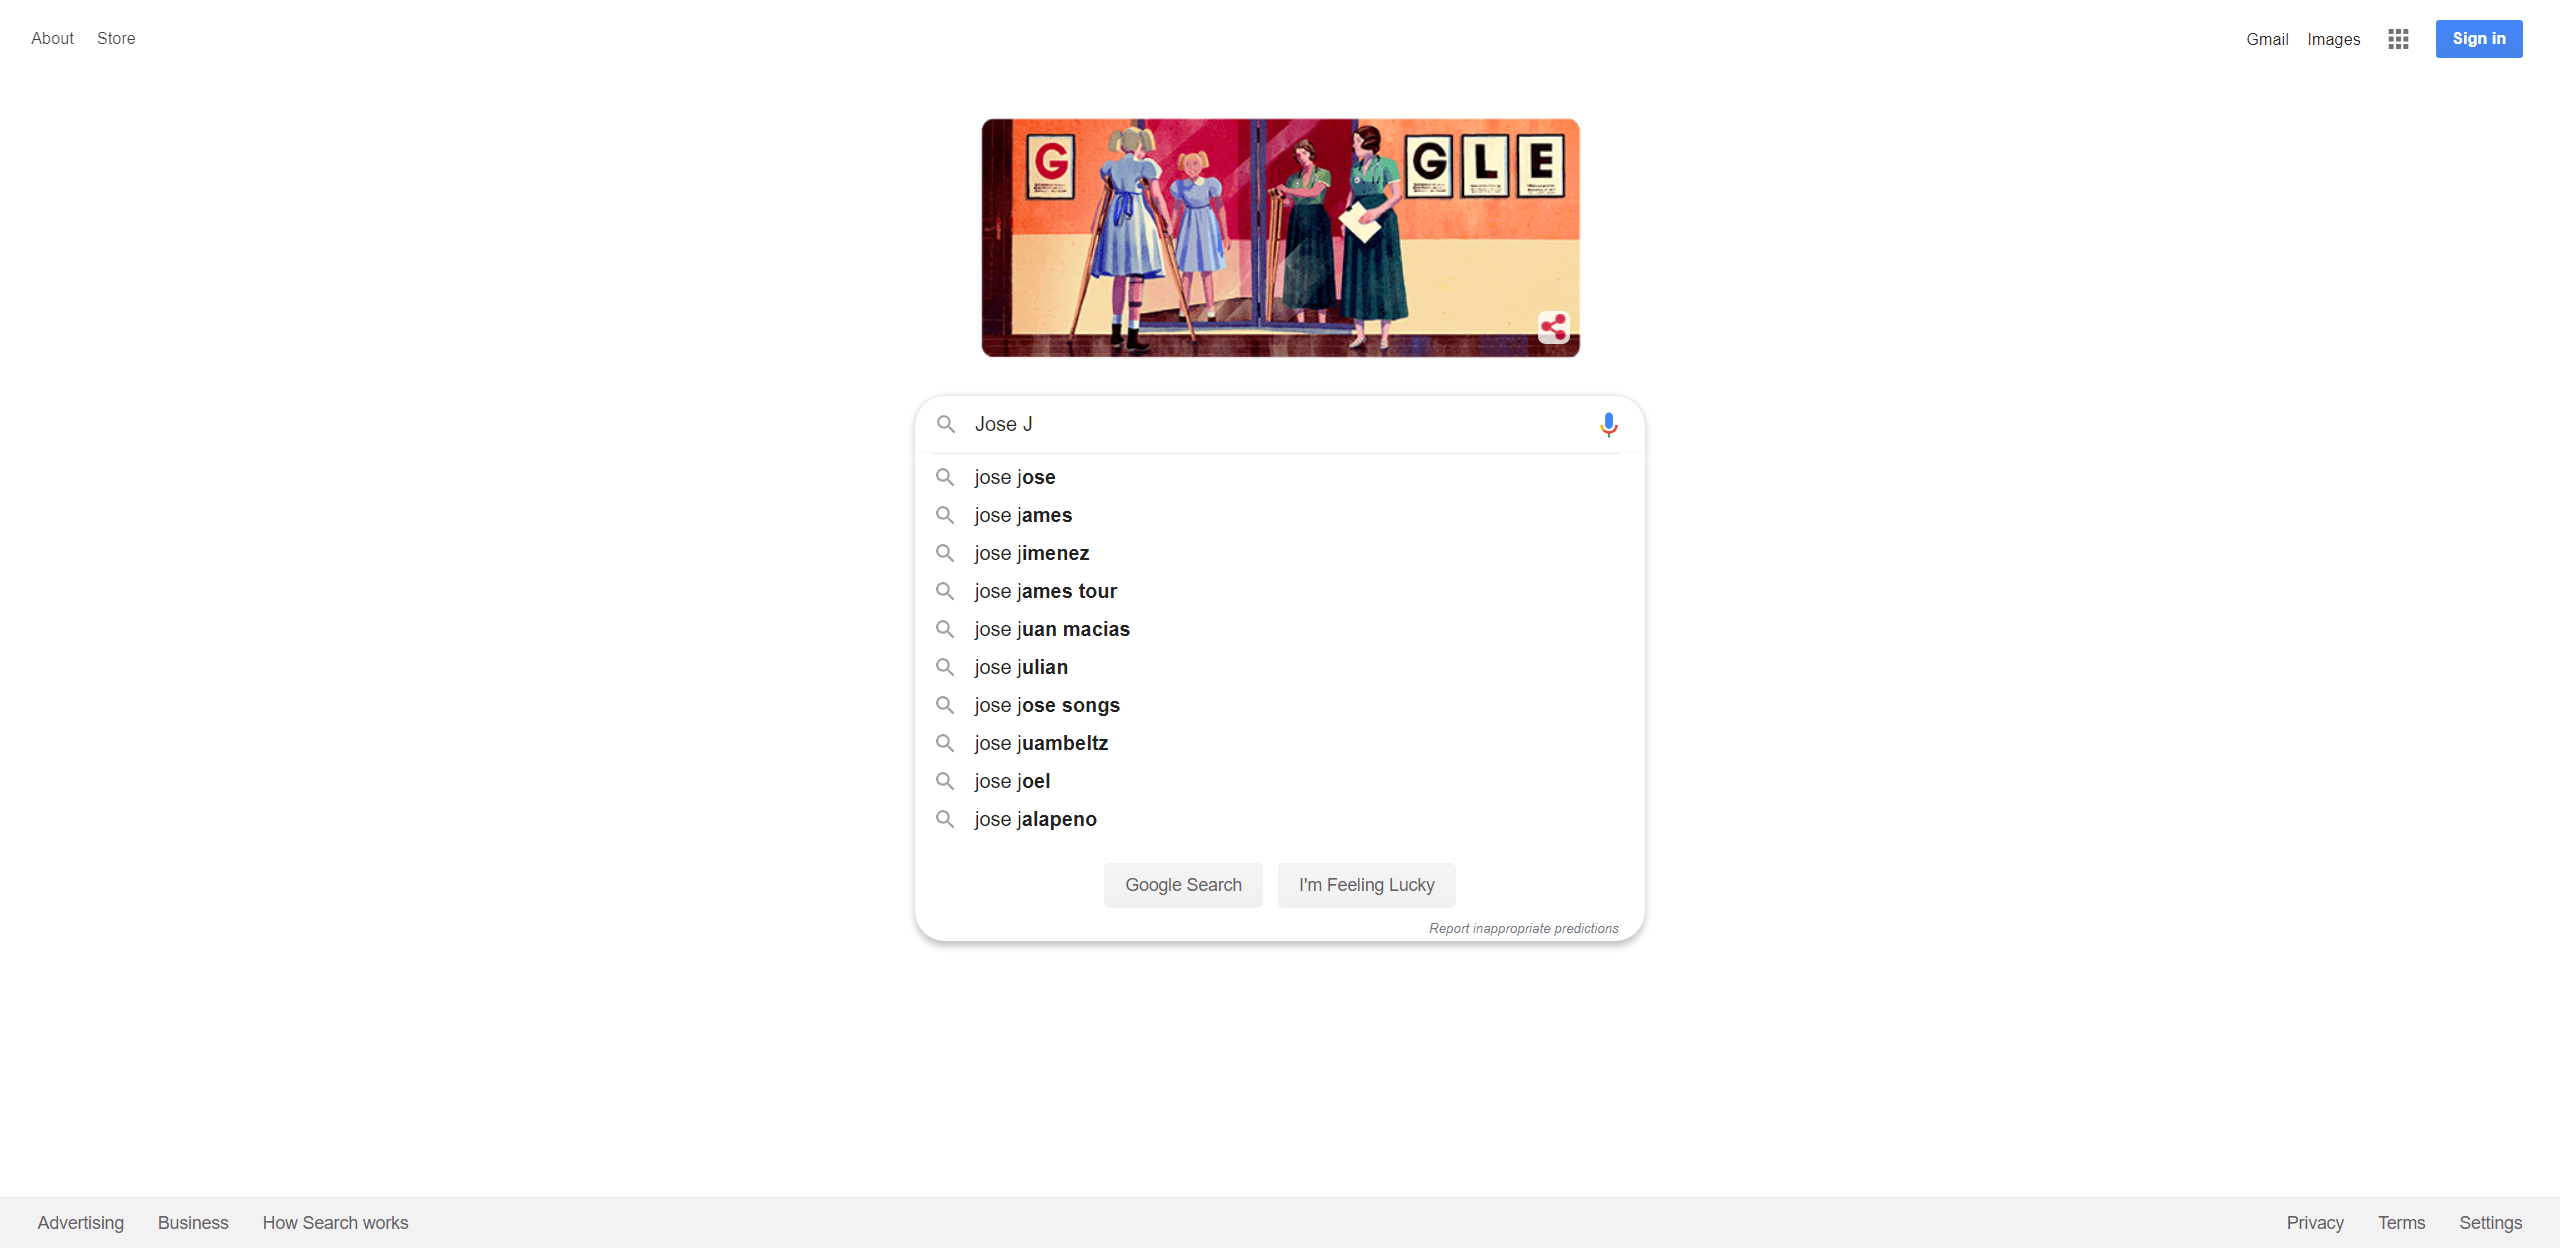 About Store
Gmail Images Sign in
G G L E
Jose J
jose jose
jose james
jose jimenez
jose james tour
jose juan macias
jose julian
jose jose songs
jose juambeltz
jose joel
jose jalapeno
Google Search I'm Feeling Lucky
Report inappropriate predictions
Advertising Business How Search works
Privacy Terms Settings